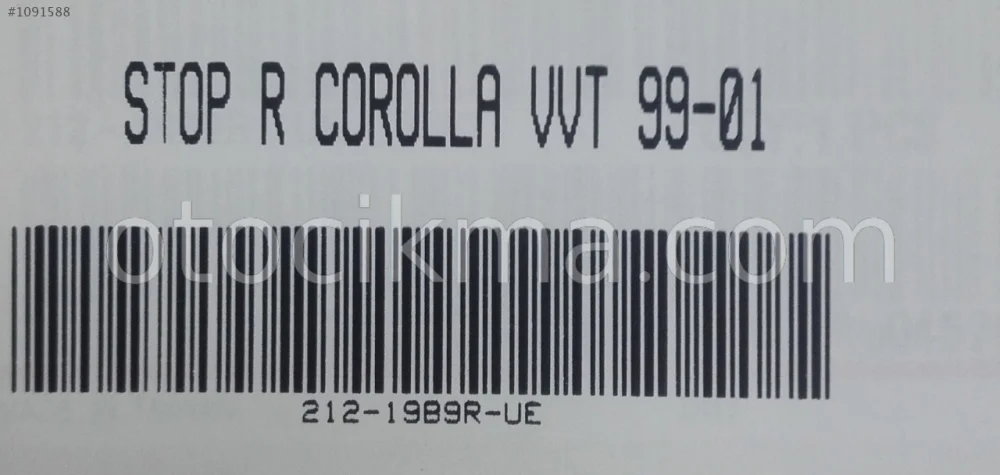 #1091588
STOP R COROLLA VVT 99-01
otocikma.com
212-19B9R-UE